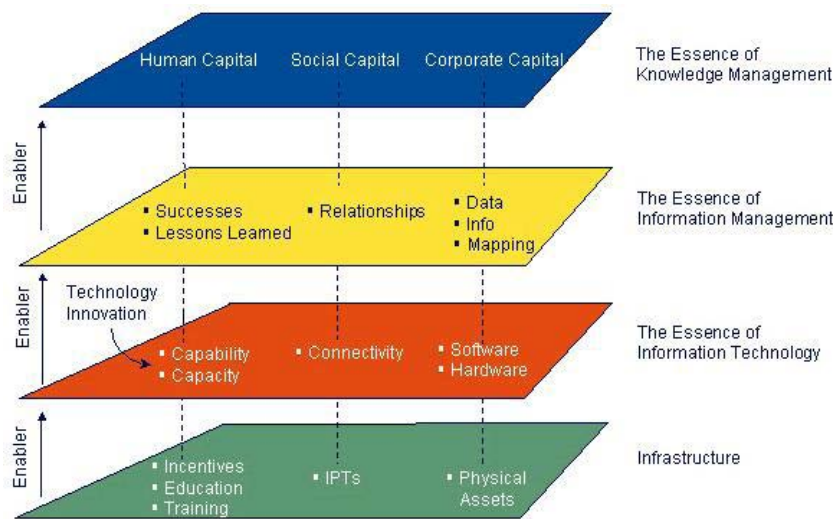 Human Capital Social Capital Corporate Capital
The Essence of
Knowledge Management
Enabler
▪ Successes
▪ Lessons Learned
▪ Relationships
▪ Data
▪ Info
▪ Mapping
The Essence of
Information Management
Enabler
Technology
Innovation
▪ Capability
▪ Capacity
▪ Connectivity
▪ Software
▪ Hardware
The Essence of
Information Technology
Enabler
▪ Incentives
▪ Education
▪ Training
▪ IPTs
▪ Physical
Assets
Infrastructure